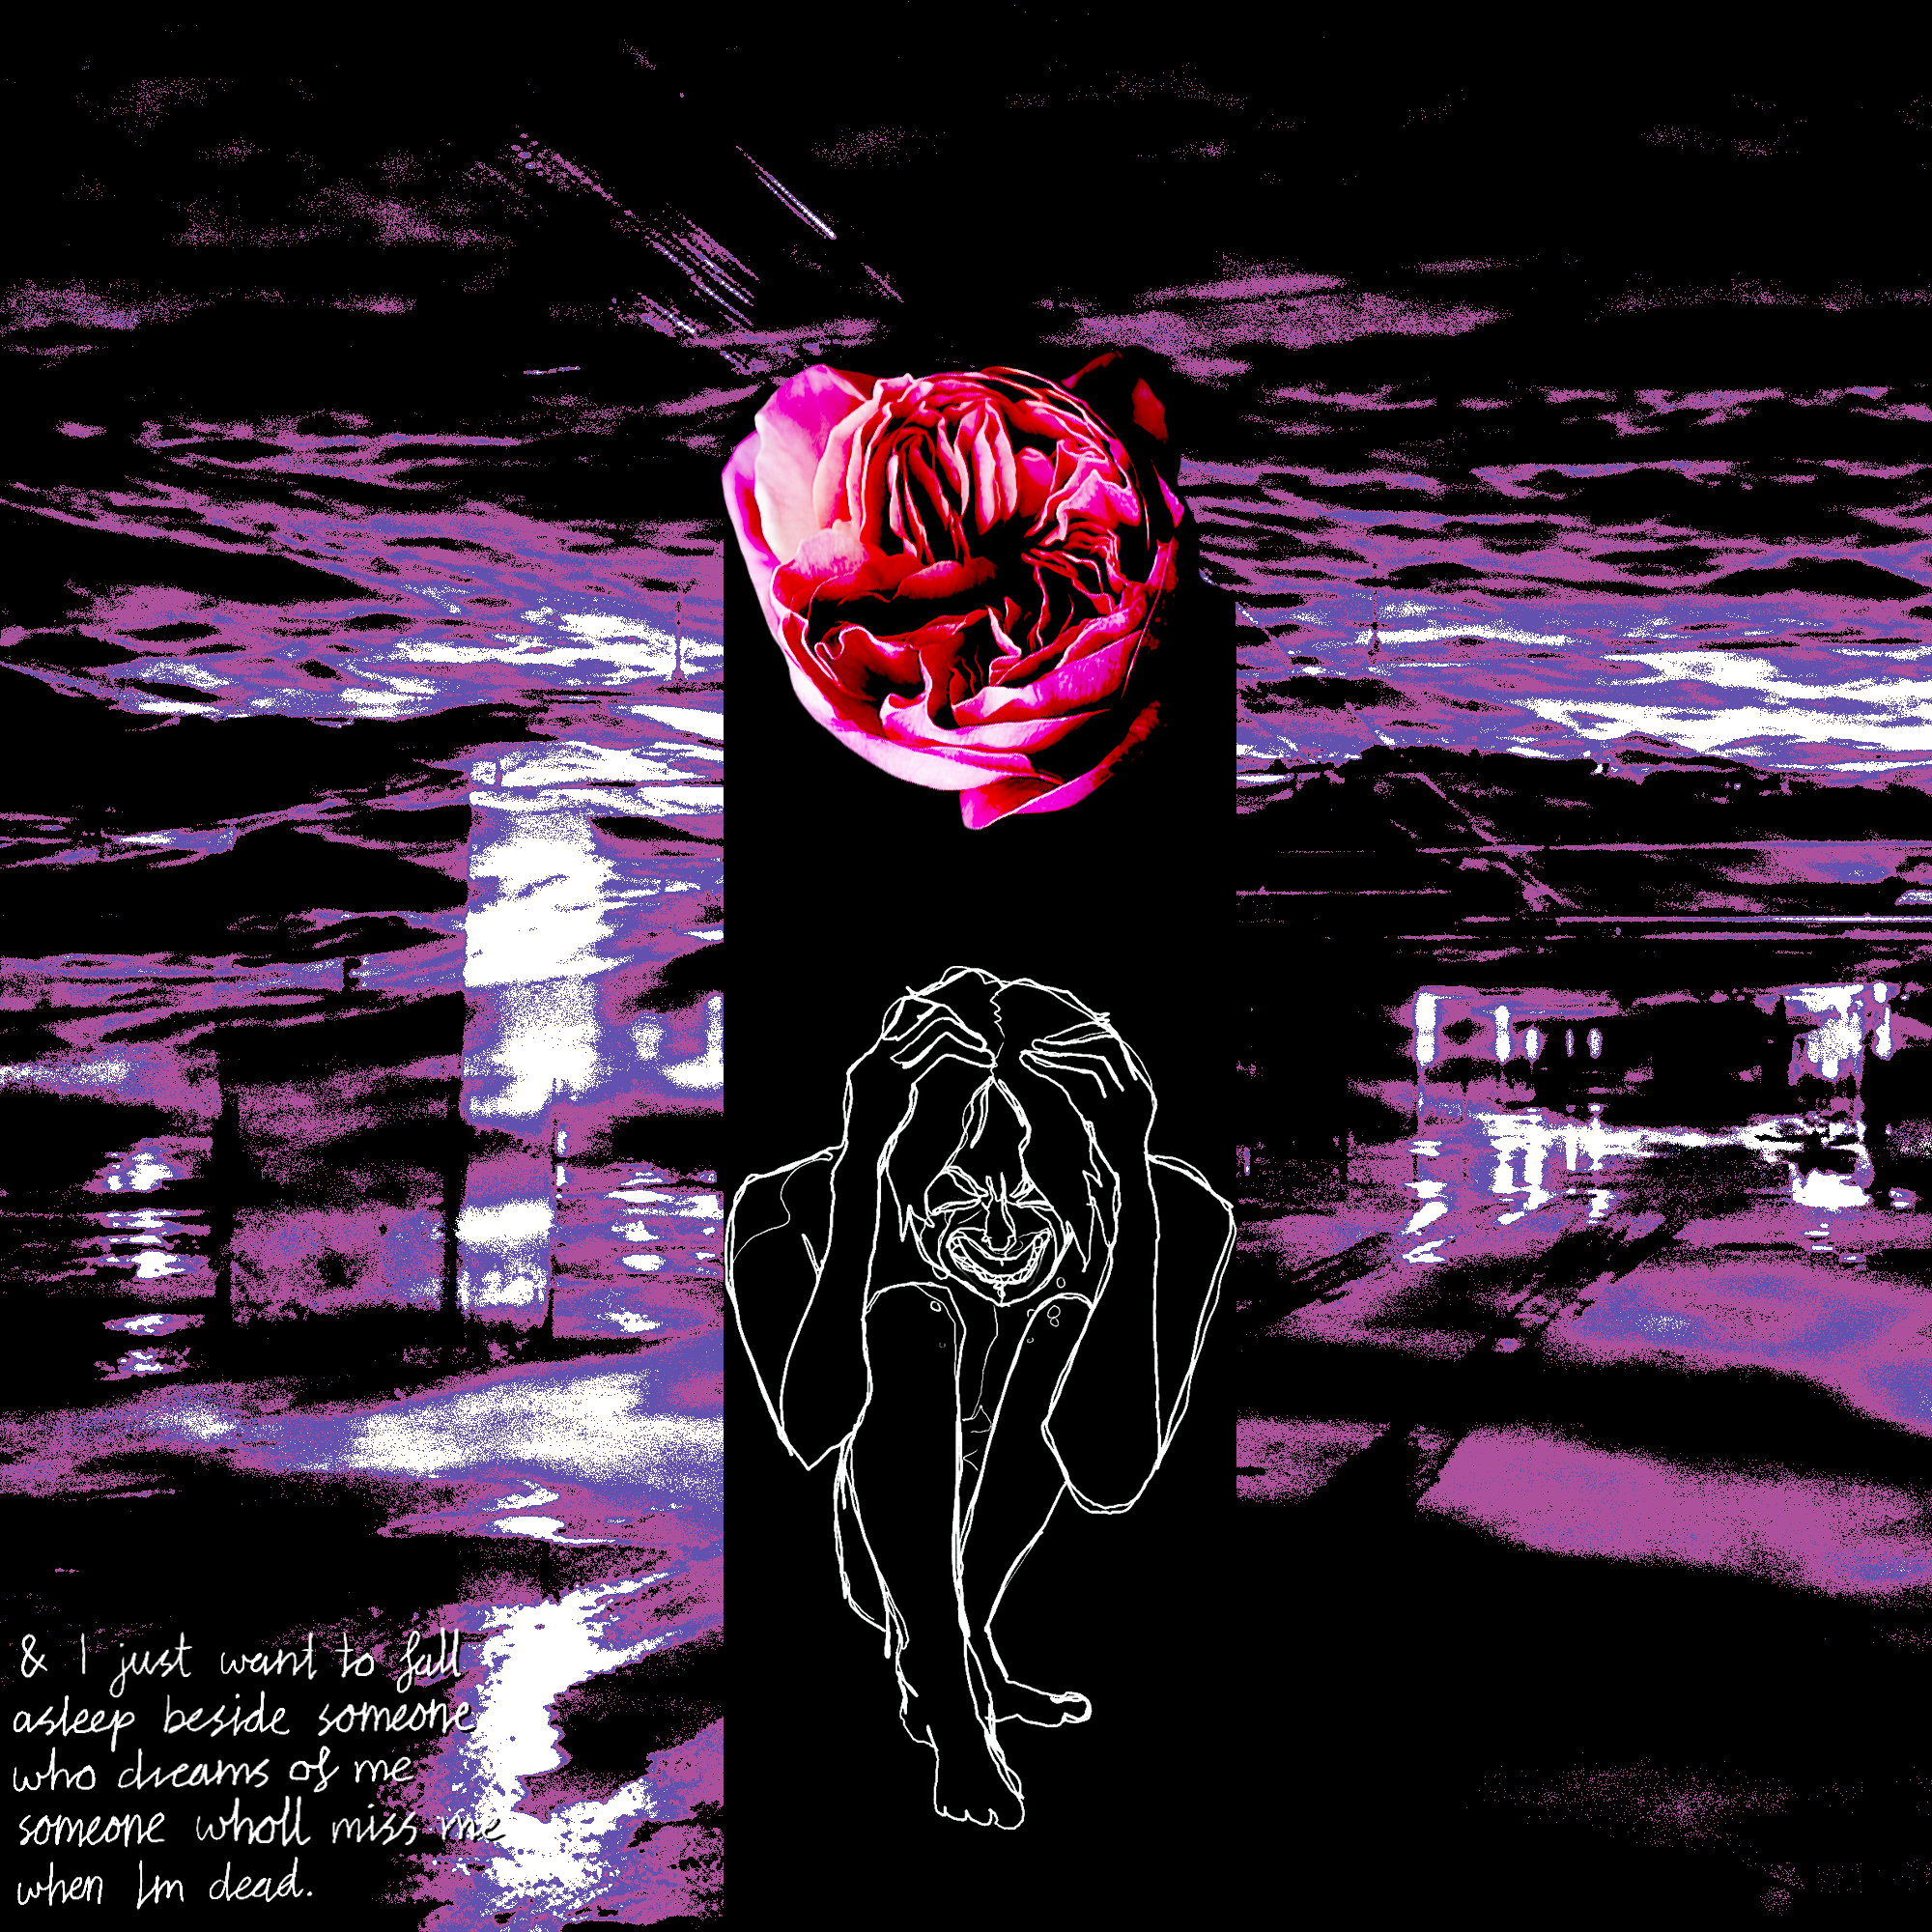 & I just want to fall
asleep beside someone
who dreams of me
someone wholl miss me
when Im dead.